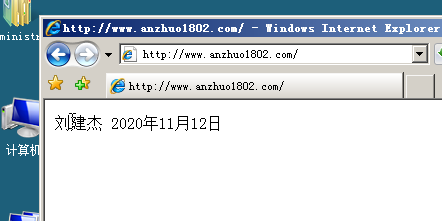 http://www.anzhuo1802.com/ - Windows Internet Explorer
ministr
http://www.anzhuo1802.com/
http://www.anzhuo1802.com/
刘建杰 2020年11月12日
计算机